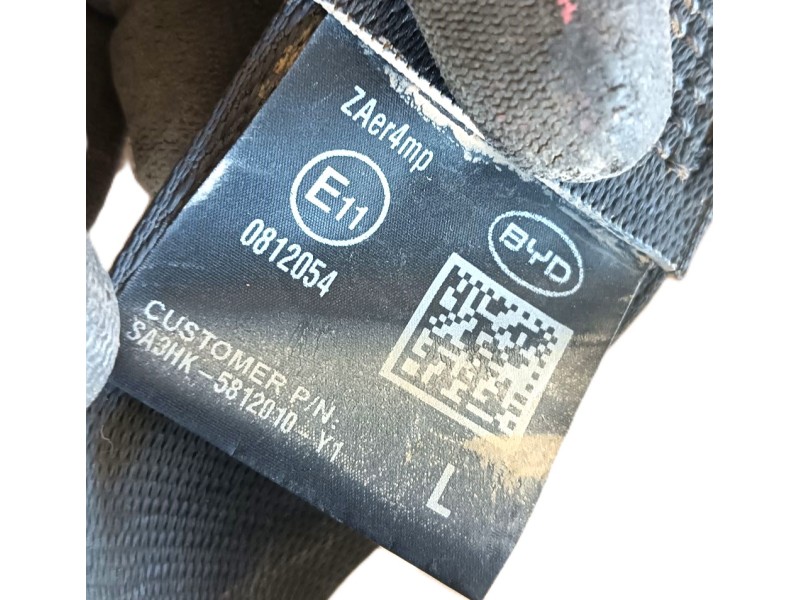 ZAer4mp
E11
0812054
BYD
CUSTOMER P/N:
SA3HK-5812010-Y1
L